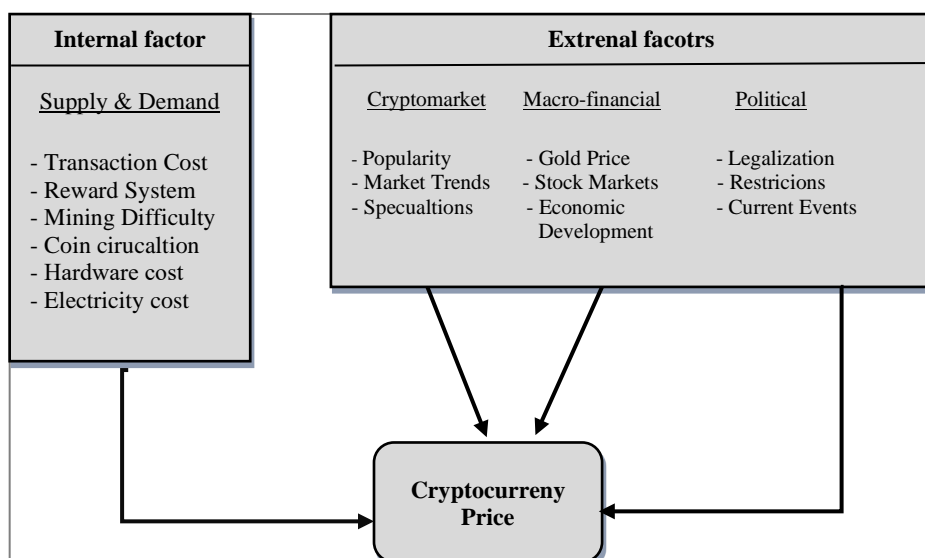 Internal factor
Supply & Demand
- Transaction Cost
- Reward System
- Mining Difficulty
- Coin cirucaltion
- Hardware cost
- Electricity cost
Extrenal facotrs
Cryptomarket
- Popularity
- Market Trends
- Specualtions
Macro-financial
- Gold Price
- Stock Markets
- Economic
Development
Political
- Legalization
- Restricions
- Current Events
Cryptocurreny
Price